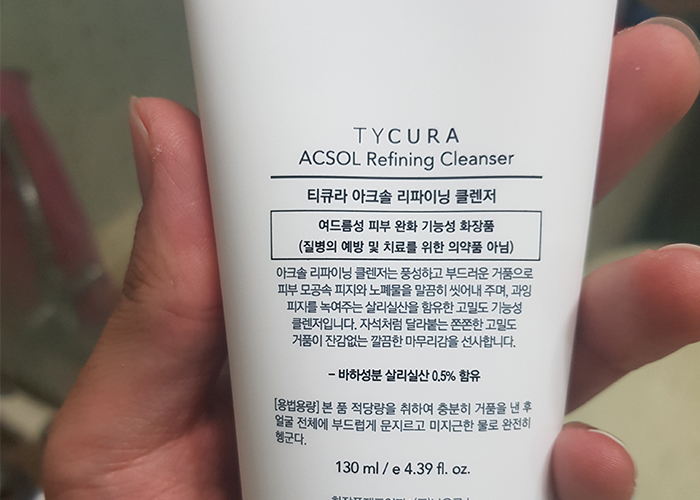 TYCURA
ACSOL Refining Cleanser
티큐라 아크솔 리파이닝 클렌저
여드름성 피부 완화 기능성 화장품
(질병의 예방 및 치료를 위한 의약품 아님)
아크솔 리파이닝 클렌저는 풍성하고 부드러운 거품으로
피부 모공속 피지와 노폐물을 말끔히 씻어내 주며, 과잉
피지를 녹여주는 살리실산을 함유한 고밀도 기능성
클렌저입니다. 자석처럼 달라붙는 쫀쫀한 고밀도
거품이 잔감없는 깔끔한 마무리감을 선사합니다.
– 바하성분 살리실산 0.5% 함유
[용법용량] 본 품 적당량을 취하여 충분히 거품을 낸 후
얼굴 전체에 부드럽게 문지르고 미지근한 물로 완전히
헹군다.
130 ml / e 4.39 fl. oz.